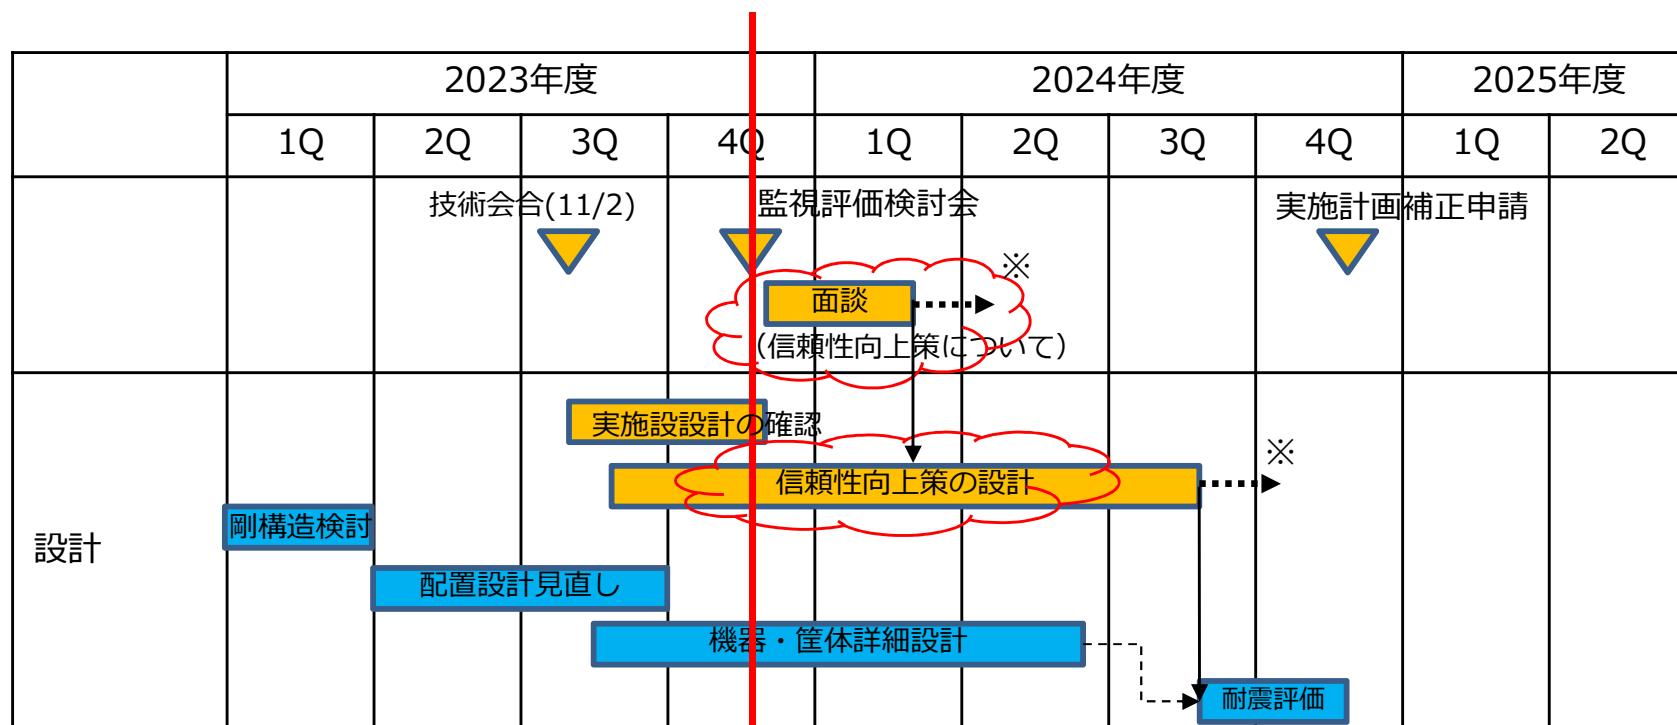 2023年度
2024年度
2025年度
1Q
2Q
3Q
4Q
1Q
2Q
3Q
4Q
1Q
2Q
技術会合(11/2)
監視評価検討会
実施計画補正申請
※
面談
(信頼性向上策について)
実施設設計の確認
※
信頼性向上策の設計
剛構造検討
設計
配置設計見直し
機器・筐体詳細設計
耐震評価